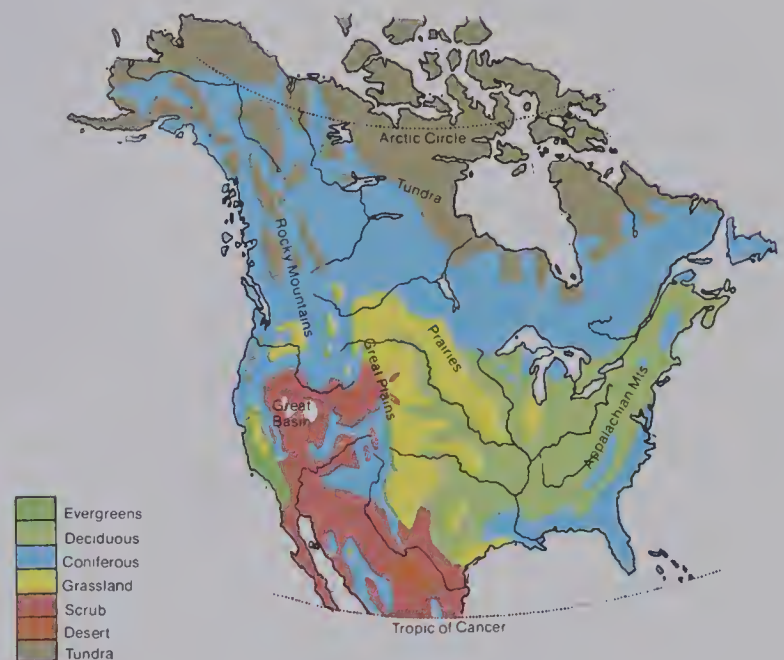 Arctic Circle
Tundra
Rocky Mountains
Prairies
Great Plains
Great
Basin
Appalachian Mts
Evergreens
Deciduous
Coniferous
Grassland
Scrub
Desert
Tundra
Tropic of Cancer